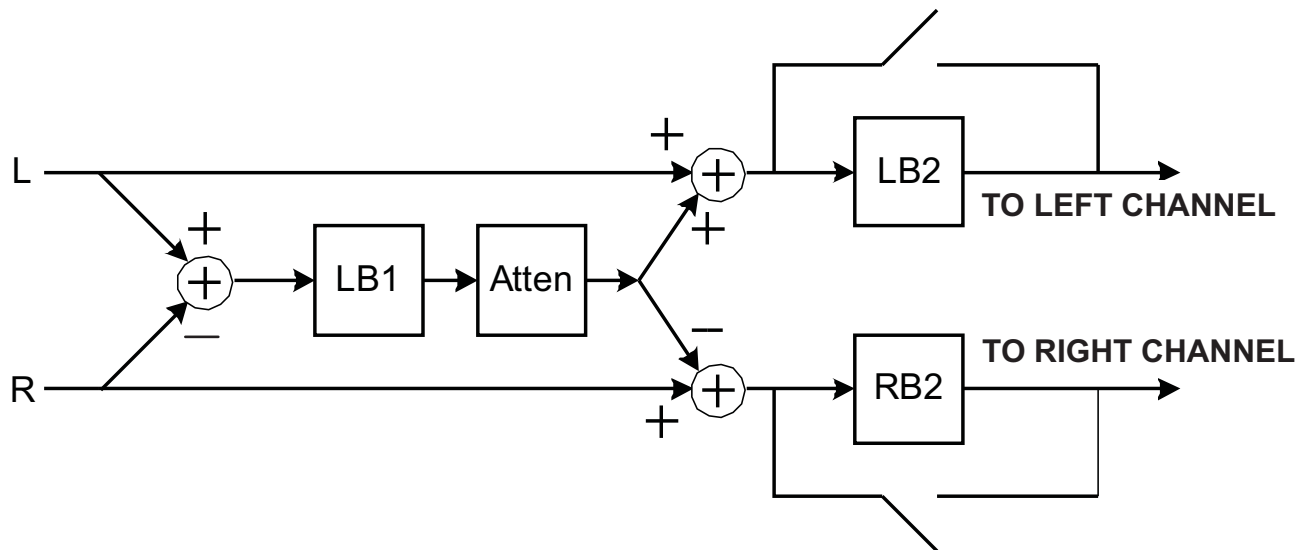 +
L
+
LB2
TO LEFT CHANNEL
+
+
+
LB1
Atten
−
−
TO RIGHT CHANNEL
R
+
RB2
+